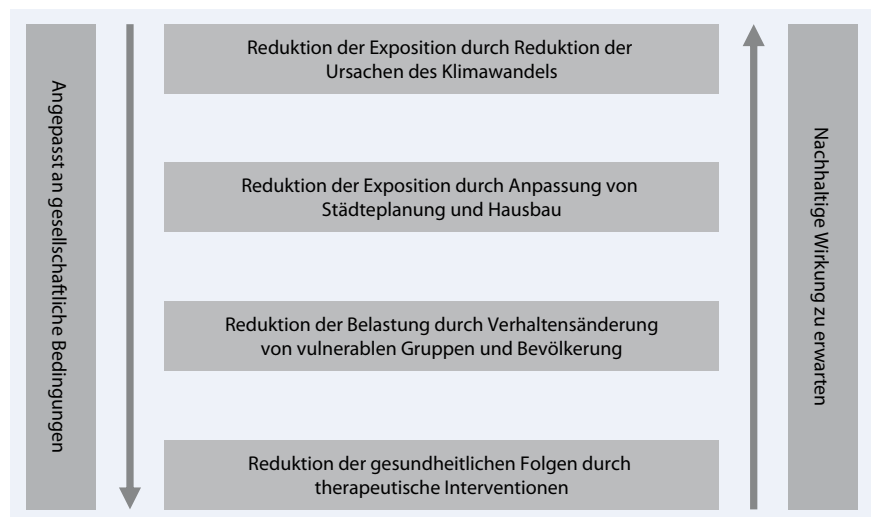 Angepasst an gesellschaftliche Bedingungen
Reduktion der Exposition durch Reduktion der
Ursachen des Klimawandels
Reduktion der Exposition durch Anpassung von
Städteplanung und Hausbau
Reduktion der Belastung durch Verhaltensänderung
von vulnerablen Gruppen und Bevölkerung
Reduktion der gesundheitlichen Folgen durch
therapeutische Interventionen
Nachhaltige Wirkung zu erwarten